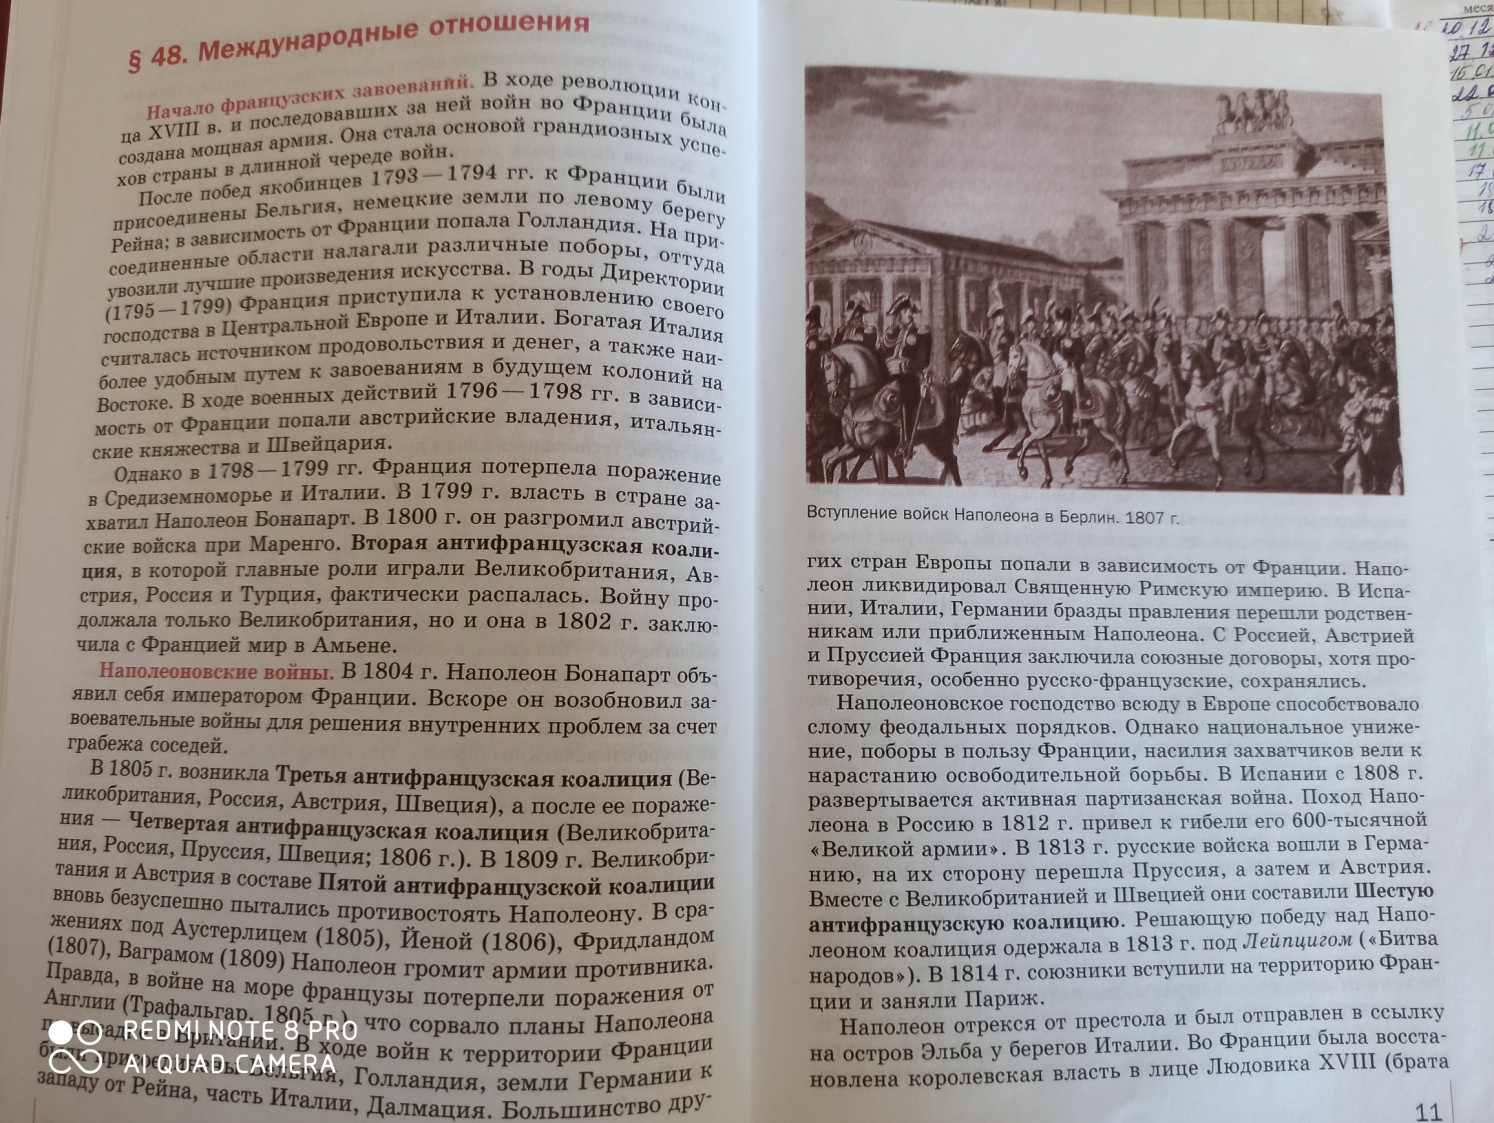 § 48. Международные отношения
Начало французских завоеваний. В ходе революции кон-
ца XVIII в. и последовавших за ней войн во Франции была
создана мощная армия. Она стала основой грандиозных успе-
хов страны в длинной череде войн.
После побед якобинцев 1793 — 1794 гг. к Франции были
присоединены Бельгия, немецкие земли по левому берегу
Рейна; в зависимость от Франции попала Голландия. На при-
соединенные области налагали различные поборы, оттуда
увозили лучшие произведения искусства. В годы Директории
(1795 — 1799) Франция приступила к установлению своего
господства в Центральной Европе и Италии. Богатая Италия
считалась источником продовольствия и денег, а также наи-
более удобным путем к завоеваниям в будущем колоний на
Востоке. В ходе военных действий 1796 — 1798 гг. в зависи-
мость от Франции попали австрийские владения, итальян-
ские княжества и Швейцария.
Однако в 1798 — 1799 гг. Франция потерпела поражение
в Средиземноморье и Италии. В 1799 г. власть в стране за-
хватил Наполеон Бонапарт. В 1800 г. он разгромил австрий-
ские войска при Маренго. Вторая антифранцузская коали-
ция, в которой главные роли играли Великобритания, Ав-
стрия, Россия и Турция, фактически распалась. Войну про-
должала только Великобритания, но и она в 1802 г. заклю-
чила с Францией мир в Амьене.
Наполеоновские войны. В 1804 г. Наполеон Бонапарт объ-
явил себя императором Франции. Вскоре он возобновил за-
воевательные войны для решения внутренних проблем за счет
грабежа соседей.
В 1805 г. возникла Третья антифранцузская коалиция (Ве-
ликобритания, Россия, Австрия, Швеция), а после ее пораже-
ния — Четвертая антифранцузская коалиция (Великобрита-
ния, Россия, Пруссия, Швеция; 1806 г.). В 1809 г. Великобри-
тания и Австрия в составе Пятой антифранцузской коалиции
вновь безуспешно пытались противостоять Наполеону. В сра-
жениях под Аустерлицем (1805), Йеной (1806), Фридландом
(1807), Ваграмом (1809) Наполеон громит армии противника.
Правда, в войне на море французы потерпели поражения от
Англии (Трафальгар, 1805 г.), что сорвало планы Наполеона
Британии. В ходе войн к территории Франции
были присоединены Бельгия, Голландия, земли Германии к
западу от Рейна, часть Италии, Далмация. Большинство дру-
REDMI NOTE 8 PRO
AI QUAD CAMERA
Вступление войск Наполеона в Берлин. 1807 г.
гих стран Европы попали в зависимость от Франции. Напо-
леон ликвидировал Священную Римскую империю. В Испа-
нии, Италии, Германии бразды правления перешли родствен-
никам или приближенным Наполеона. С Россией, Австрией
и Пруссией Франция заключила союзные договоры, хотя про-
тиворечия, особенно русско-французские, сохранялись.
Наполеоновское господство всюду в Европе способствовало
слому феодальных порядков. Однако национальное униже-
ние, поборы в пользу Франции, насилия захватчиков вели к
нарастанию освободительной борьбы. В Испании с 1808 г.
развертывается активная партизанская война. Поход Напо-
леона в Россию в 1812 г. привел к гибели его 600-тысячной
«Великой армии». В 1813 г. русские войска вошли в Герма-
нию, на их сторону перешла Пруссия, а затем и Австрия.
Вместе с Великобританией и Швецией они составили Шестую
антифранцузскую коалицию. Решающую победу над Напо-
леоном коалиция одержала в 1813 г. под Лейпцигом («Битва
народов»). В 1814 г. союзники вступили на территорию Фран-
ции и заняли Париж.
Наполеон отрекся от престола и был отправлен в ссылку
на остров Эльба у берегов Италии. Во Франции была восста-
новлена королевская власть в лице Людовика XVIII (брата
11
меся
20.12